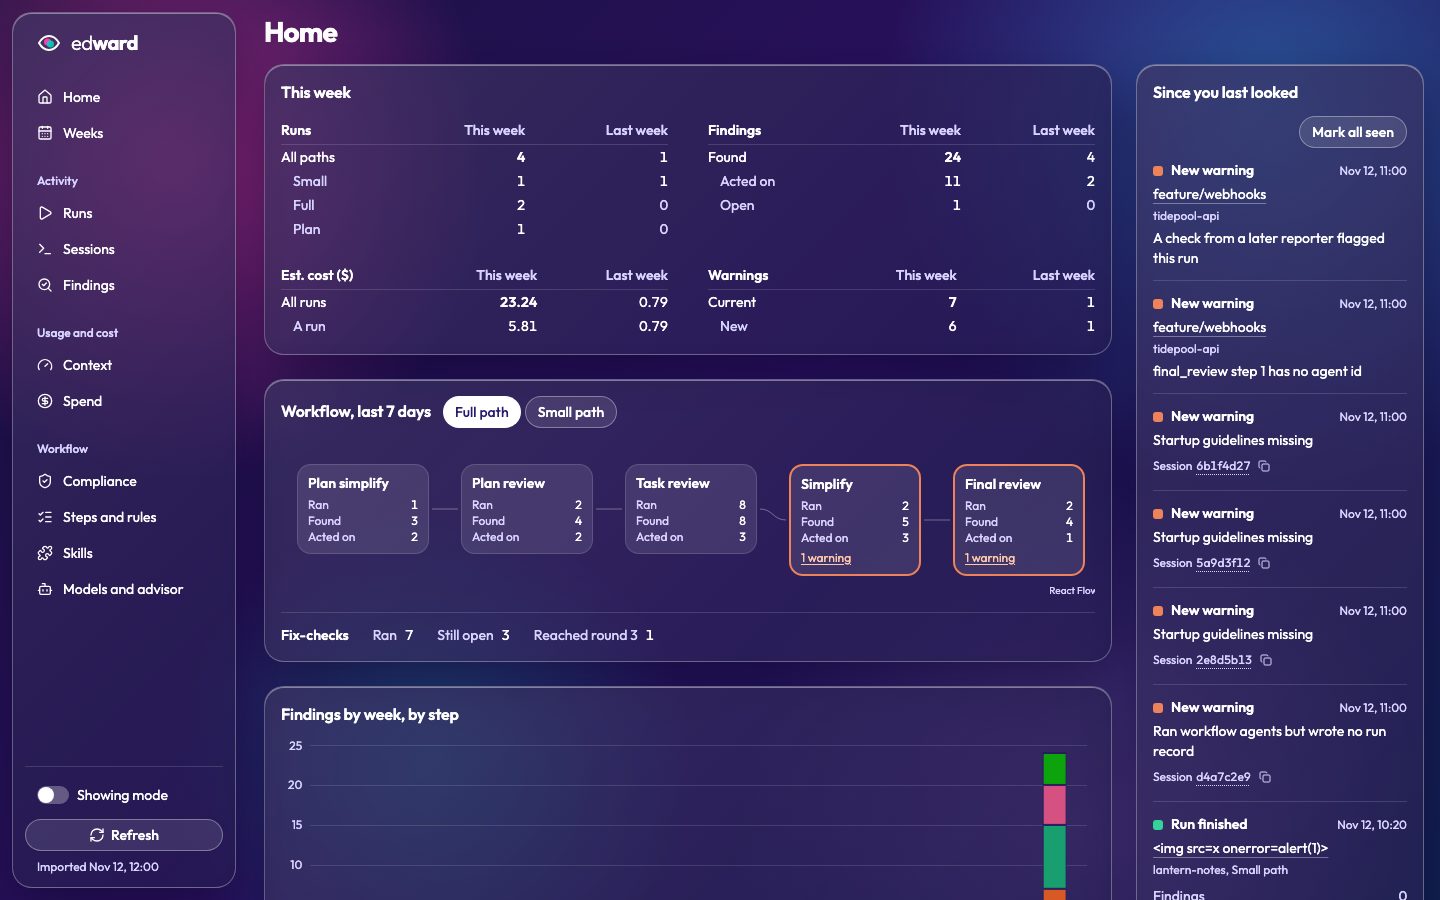 edward
Home
Weeks
Activity
Runs
Sessions
Findings
Usage and cost
Context
Spend
Workflow
Compliance
Steps and rules
Skills
Models and advisor
Showing mode
Refresh
Imported Nov 12, 12:00
Home
This week
Runs This week Last week
All paths 4 1
Small 1 1
Full 2 0
Plan 1 0
Findings This week Last week
Found 24 4
Acted on 11 2
Open 1 0
Est. cost ($) This week Last week
All runs 23.24 0.79
A run 5.81 0.79
Warnings This week Last week
Current 7 1
New 6 1
Workflow, last 7 days Full path Small path
Plan simplify
Ran 1
Found 3
Acted on 2
Plan review
Ran 2
Found 4
Acted on 2
Task review
Ran 8
Found 8
Acted on 3
Simplify
Ran 2
Found 5
Acted on 3
1 warning
Final review
Ran 2
Found 4
Acted on 1
1 warning
React Flow
Fix-checks Ran 7 Still open 3 Reached round 3 1
Findings by week, by step
25
20
15
10
Since you last looked
Mark all seen
New warning Nov 12, 11:00
feature/webhooks
tidepool-api
A check from a later reporter flagged
this run
New warning Nov 12, 11:00
feature/webhooks
tidepool-api
final_review step 1 has no agent id
New warning Nov 12, 11:00
Startup guidelines missing
Session 6b1f4d27
New warning Nov 12, 11:00
Startup guidelines missing
Session 5a9d3f12
New warning Nov 12, 11:00
Startup guidelines missing
Session 2e8d5b13
New warning Nov 12, 11:00
Ran workflow agents but wrote no run
record
Session d4a7c2e9
Run finished Nov 12, 10:20
<img src=x onerror=alert(1)>
lantern-notes, Small path
Findings 0